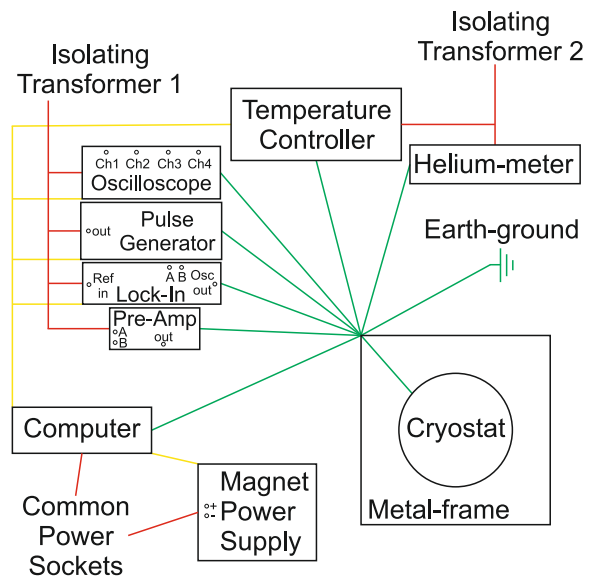 Isolating
Transformer 1
Isolating
Transformer 2
Temperature
Controller
Ch1 Ch2 Ch3 Ch4
Oscilloscope
Helium-meter
out
Pulse
Generator
Earth-ground
Ref
in
A B
Osc
out
Lock-In
Pre-Amp
A
B
out
Computer
Cryostat
Metal-frame
Magnet
Power
Supply
+
-
Common
Power
Sockets